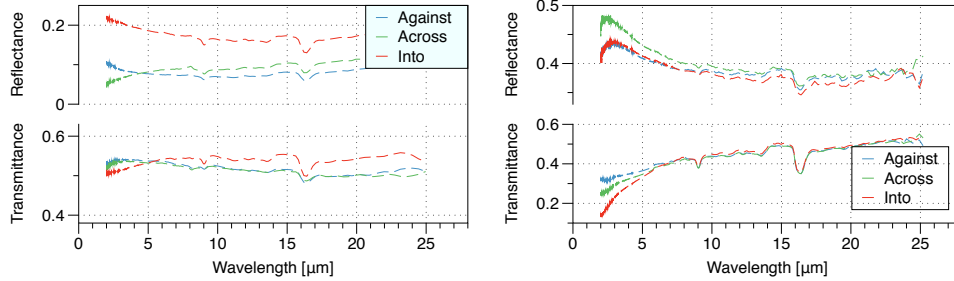 Reflectance
0.2
0
Against
Across
Into
Transmittance
0.6
0.4
0 5 10 15 20 25
Wavelength [µm]
Reflectance
0.4
Transmittance
0.6
0.4
0.2
Against
Across
Into
0 5 10 15 20 25
Wavelength [µm]